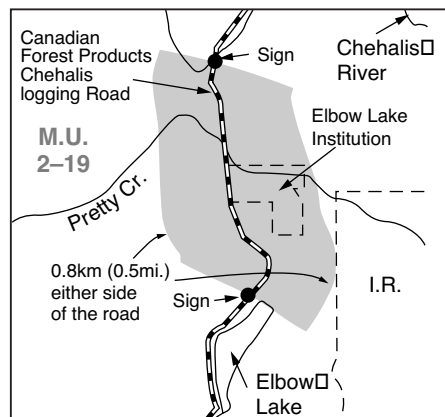 Canadian
Forest Products
Chehalis
logging Road
Sign
Chehalis
River
Elbow Lake
Institution
M.U.
2–19
Pretty Cr.
0.8km (0.5mi.)
either side
of the road
Sign
I.R.
Elbow
Lake